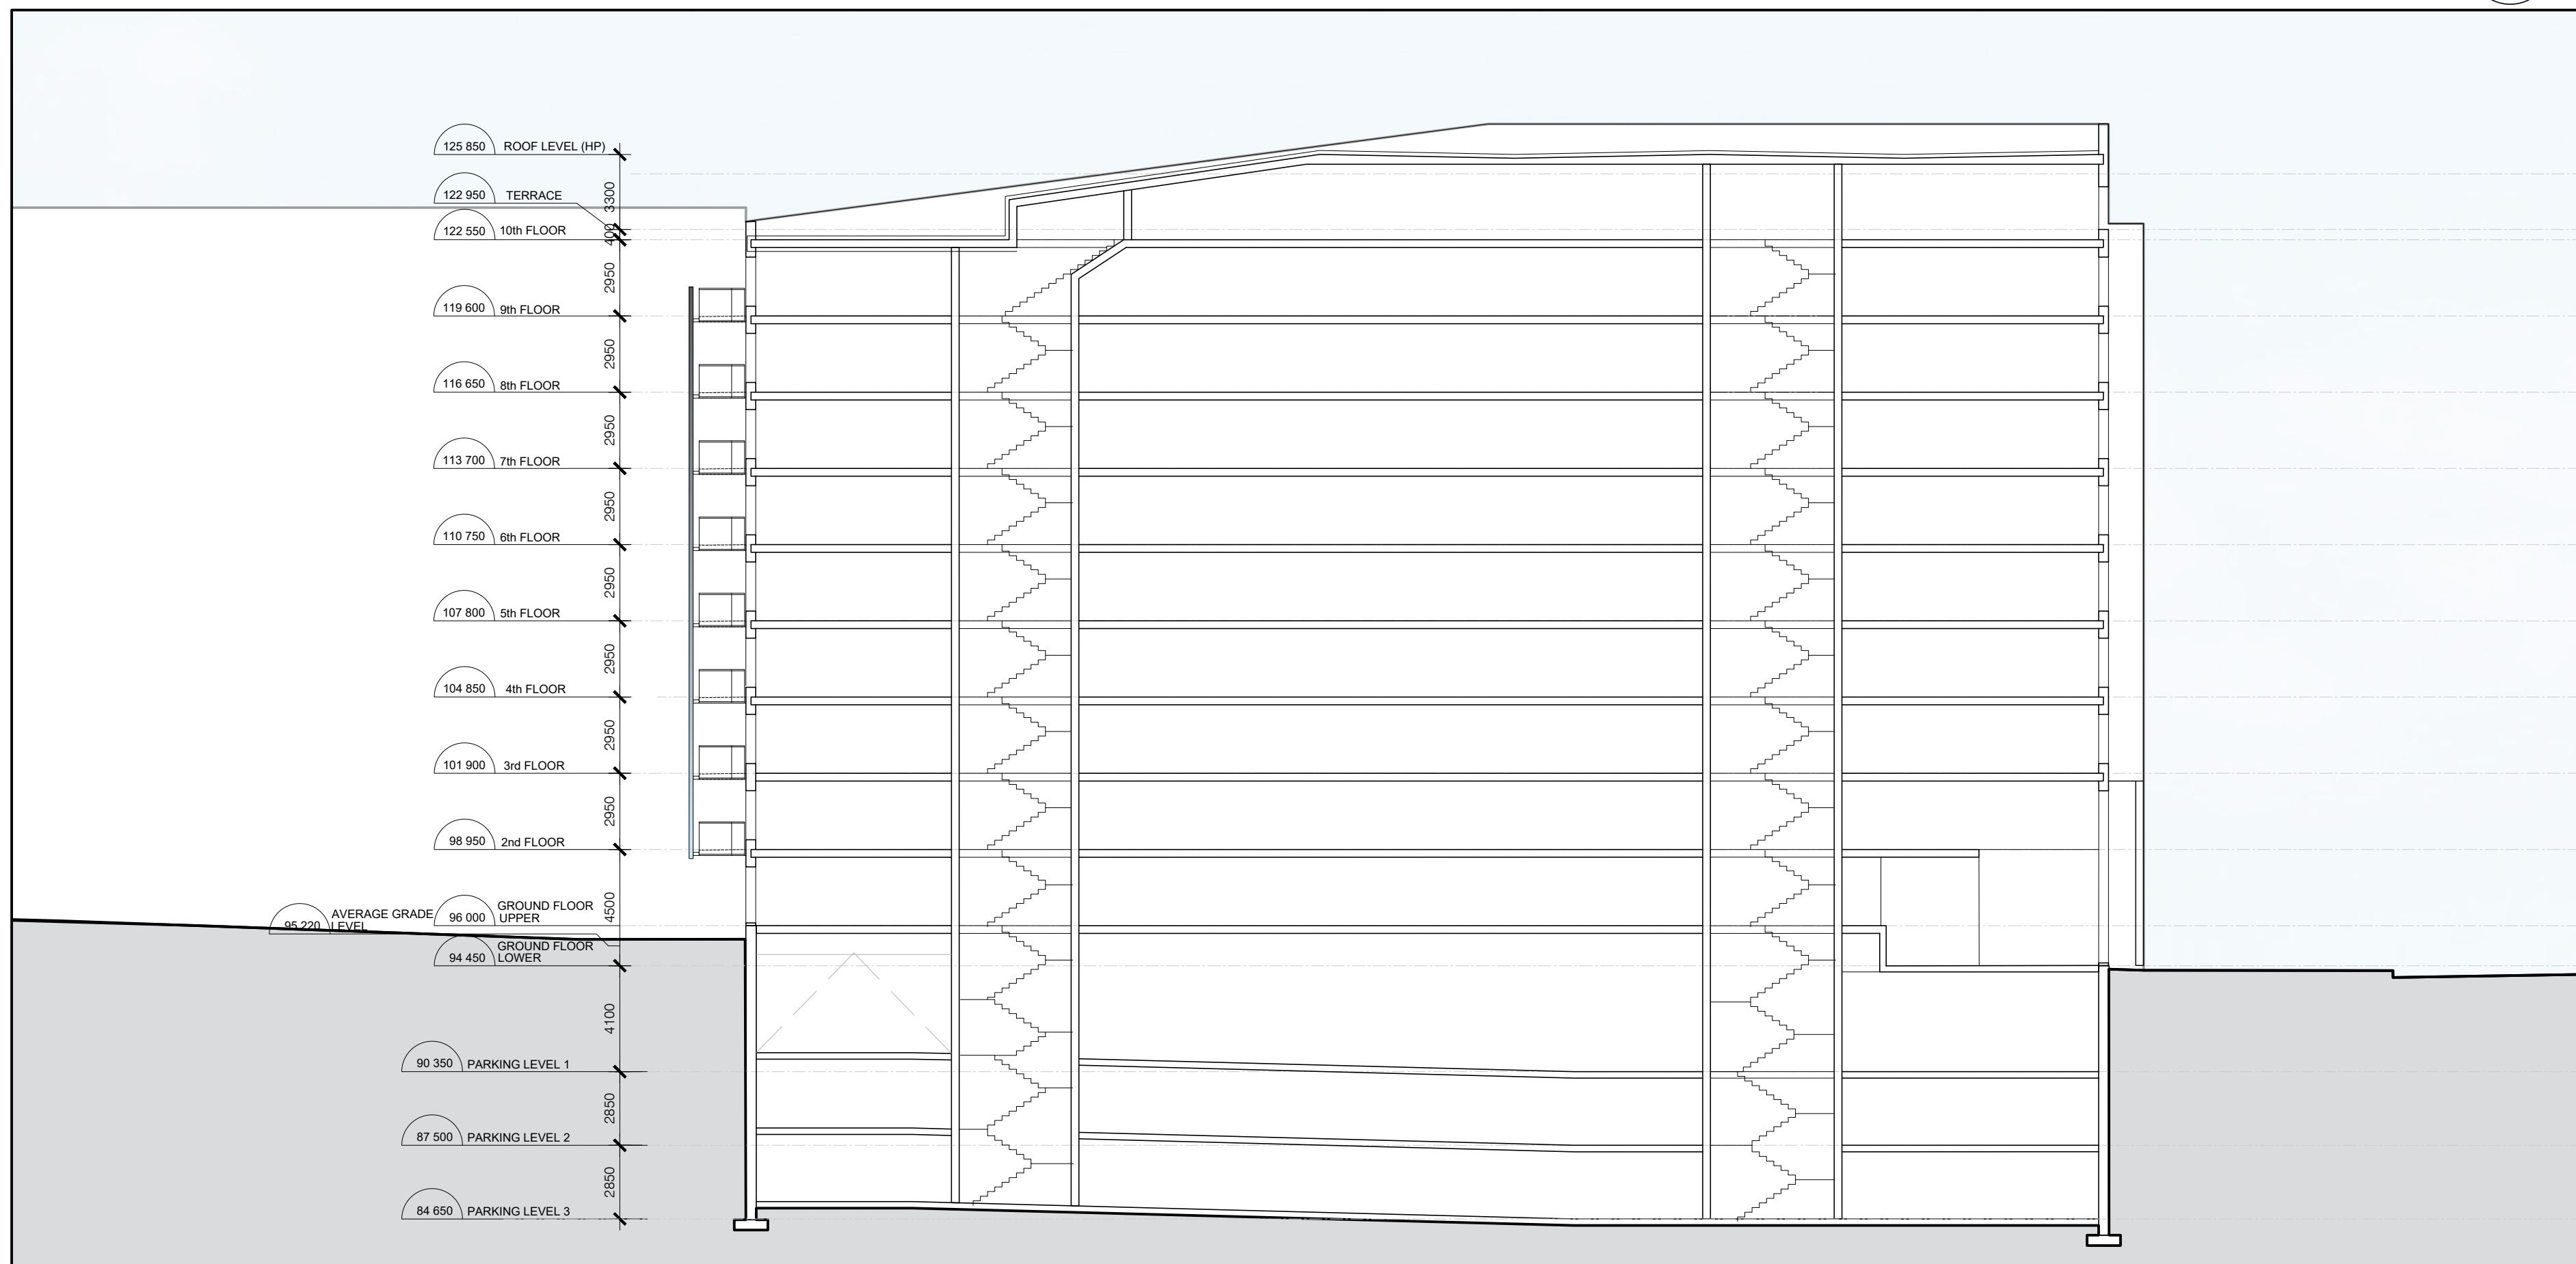 125 850 ROOF LEVEL (HP)
3300
122 950 TERRACE
400
122 550 10th FLOOR
2950
119 600 9th FLOOR
2950
116 650 8th FLOOR
2950
113 700 7th FLOOR
2950
110 750 6th FLOOR
2950
107 800 5th FLOOR
2950
104 850 4th FLOOR
2950
101 900 3rd FLOOR
2950
98 950 2nd FLOOR
4500
96 000 GROUND FLOOR
UPPER
95 220 AVERAGE GRADE
LEVEL
94 450 GROUND FLOOR
LOWER
4100
90 350 PARKING LEVEL 1
2850
87 500 PARKING LEVEL 2
2850
84 650 PARKING LEVEL 3